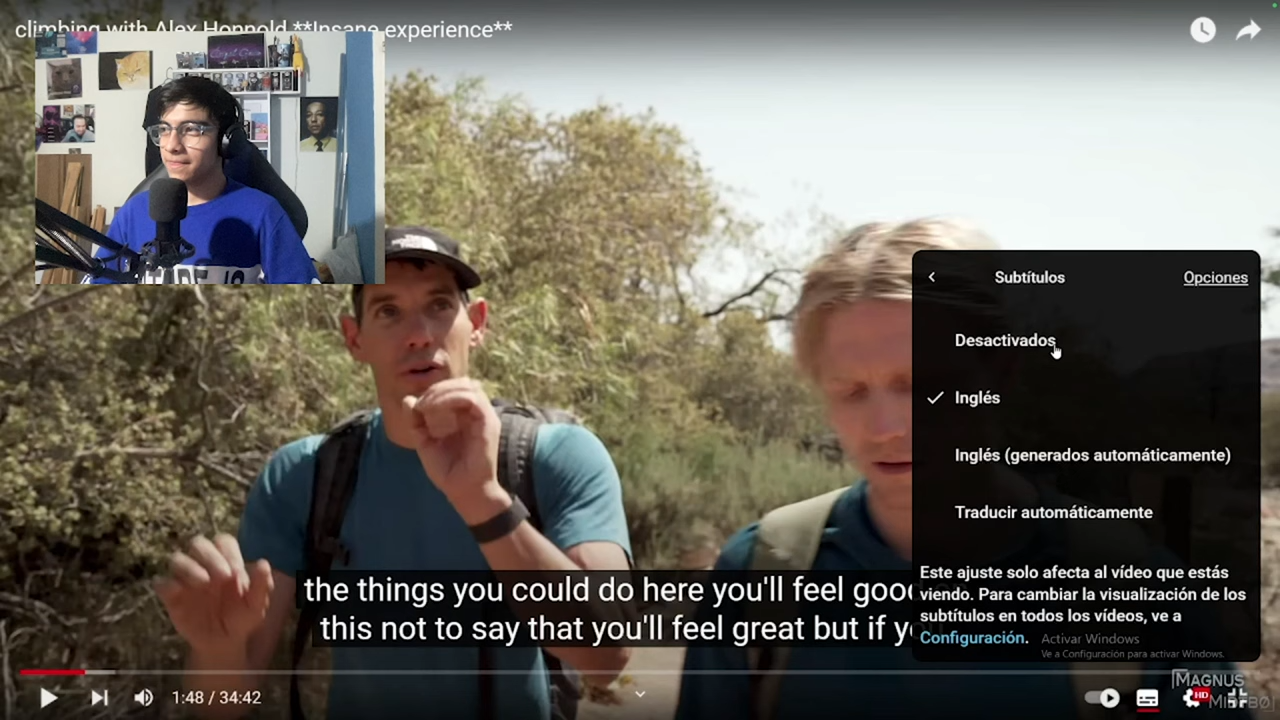 climbing with Alex Honnold **Insane experience**
Subtítulos
Opciones
Desactivados
Inglés
Inglés (generados automáticamente)
Traducir automáticamente
Este ajuste solo afecta al vídeo que estás
viendo. Para cambiar la visualización de los
subtítulos en todos los vídeos, ve a
Configuración.
Activar Windows
Ve a Configuración para activar Windows.
the things you could do here you'll feel good
this not to say that you'll feel great but if
1:48 / 34:42
HD
MAGNUS
MIDTBØ